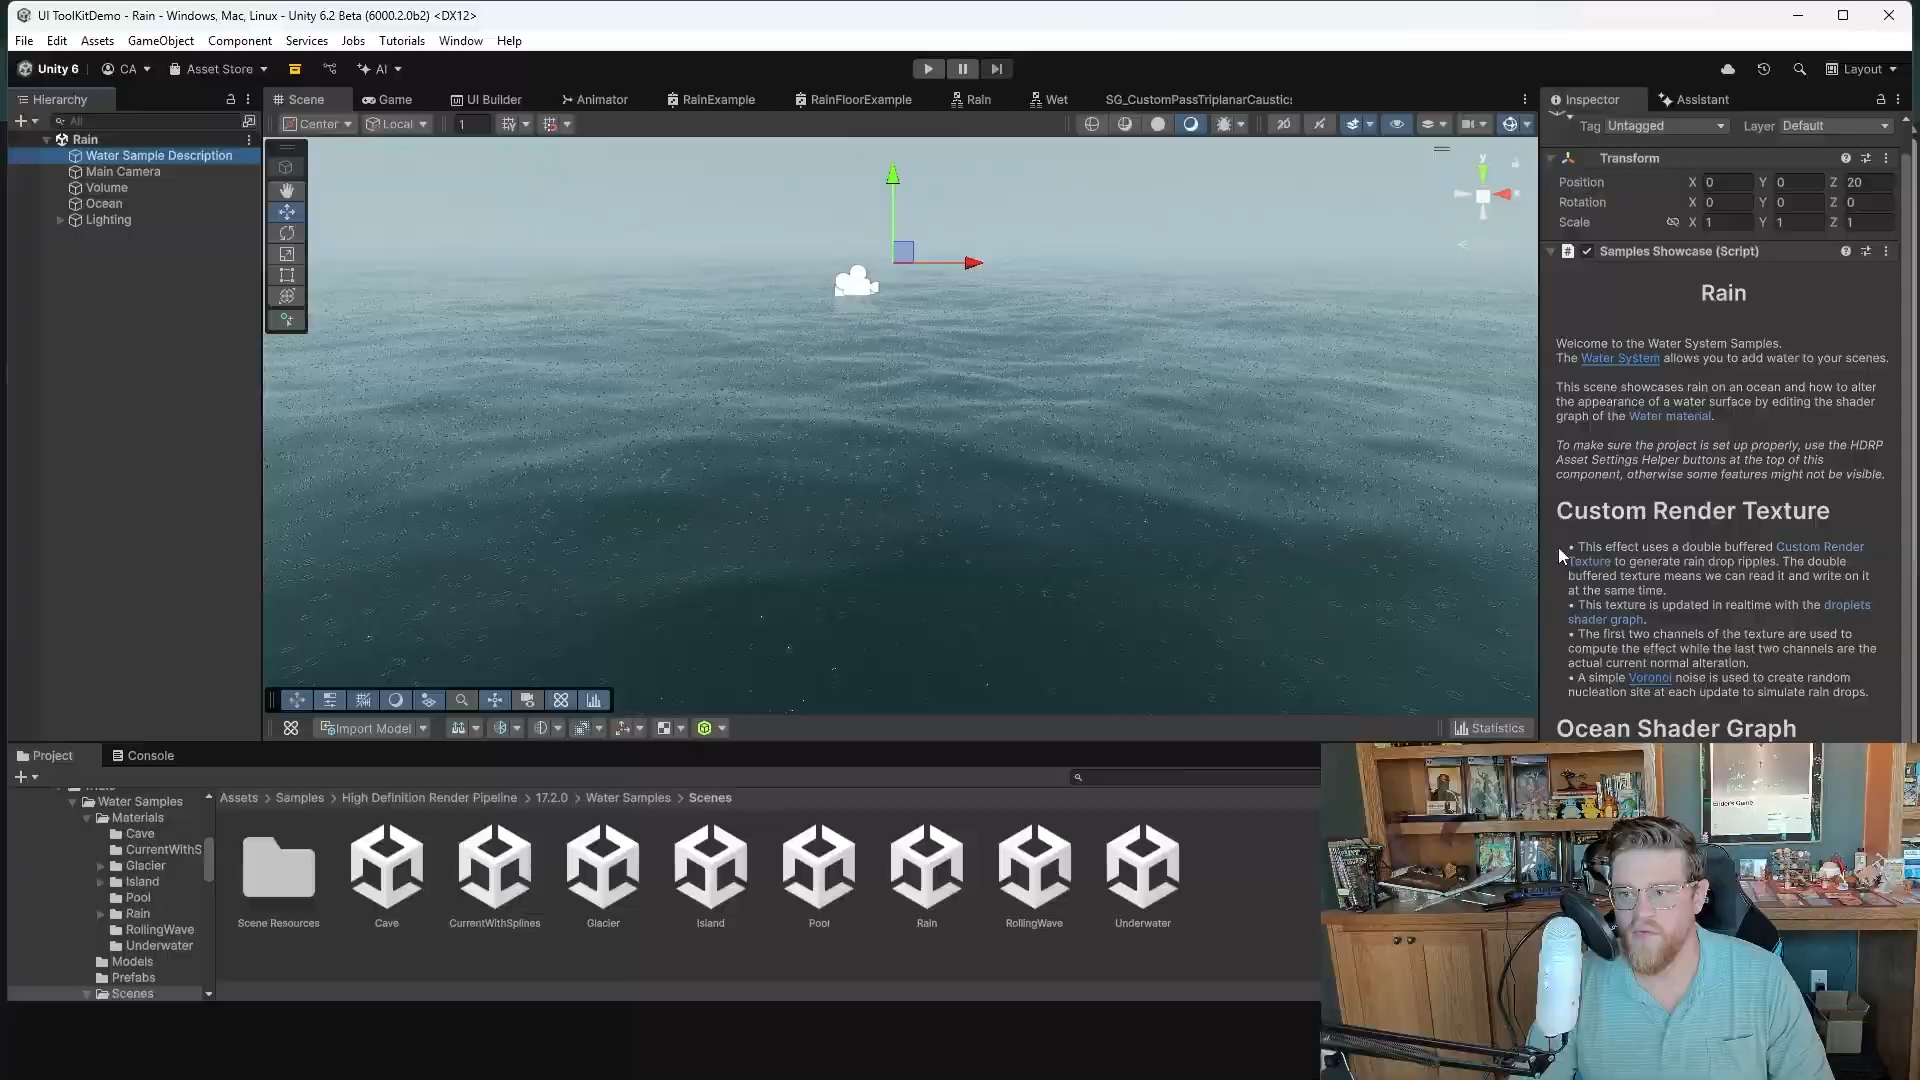 UI ToolKitDemo - Rain - Windows, Mac, Linux - Unity 6.2 Beta (6000.2.0b2) <DX12>
File Edit Assets GameObject Component Services Jobs Tutorials Window Help
Unity 6 CA Asset Store AI Layout
Hierarchy Scene Game UI Builder Animator RainExample RainFloorExample Rain Wet SG_CustomPassTriplanarCaustics Inspector Assistant
All Center Local 1 Tag Untagged Layer Default
Rain
Water Sample Description
Main Camera
Volume
Ocean
Lighting
y
x
Transform
Position X 0 Y 0 Z 20
Rotation X 0 Y 0 Z 0
Scale X 1 Y 1 Z 1
Samples Showcase (Script)
Rain
Welcome to the Water System Samples.
The Water System allows you to add water to your scenes.
This scene showcases rain on an ocean and how to alter
the appearance of a water surface by editing the shader
graph of the Water material.
To make sure the project is set up properly, use the HDRP
Asset Settings Helper buttons at the top of this
component, otherwise some features might not be visible.
Custom Render Texture
• This effect uses a double buffered Custom Render
Texture to generate rain drop ripples. The double
buffered texture means we can read it and write on it
at the same time.
• This texture is updated in realtime with the droplets
shader graph.
• The first two channels of the texture are used to
compute the effect while the last two channels are the
actual current normal alteration.
• A simple Voronoi noise is used to create random
nucleation site at each update to simulate rain drops.
Ocean Shader Graph
Import Model Statistics
Project Console
Assets > Samples > High Definition Render Pipeline > 17.2.0 > Water Samples > Scenes
Water Samples
Materials
Cave
CurrentWithS
Glacier
Island
Pool
Rain
RollingWave
Underwater
Models
Prefabs
Scenes
Scene Resources Cave CurrentWithSplines Glacier Island Pool Rain RollingWave Underwater
Ender's Game